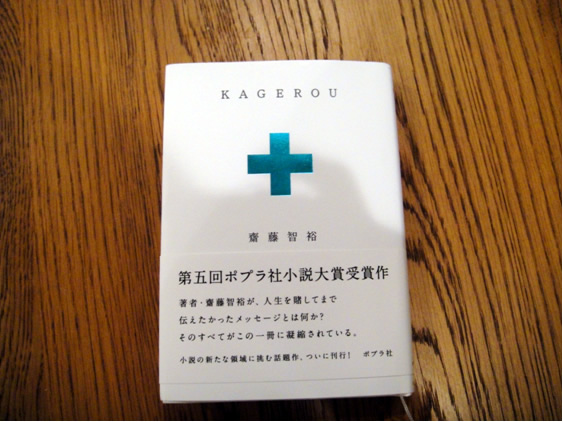 KAGEROU
齋藤智裕
第五回ポプラ社小説大賞受賞作
著者・齋藤智裕が、人生を賭してまで
伝えたかったメッセージとは何か?
そのすべてがこの一冊に凝縮されている。
小説の新たな領域に挑む話題作、ついに刊行! ポプラ社